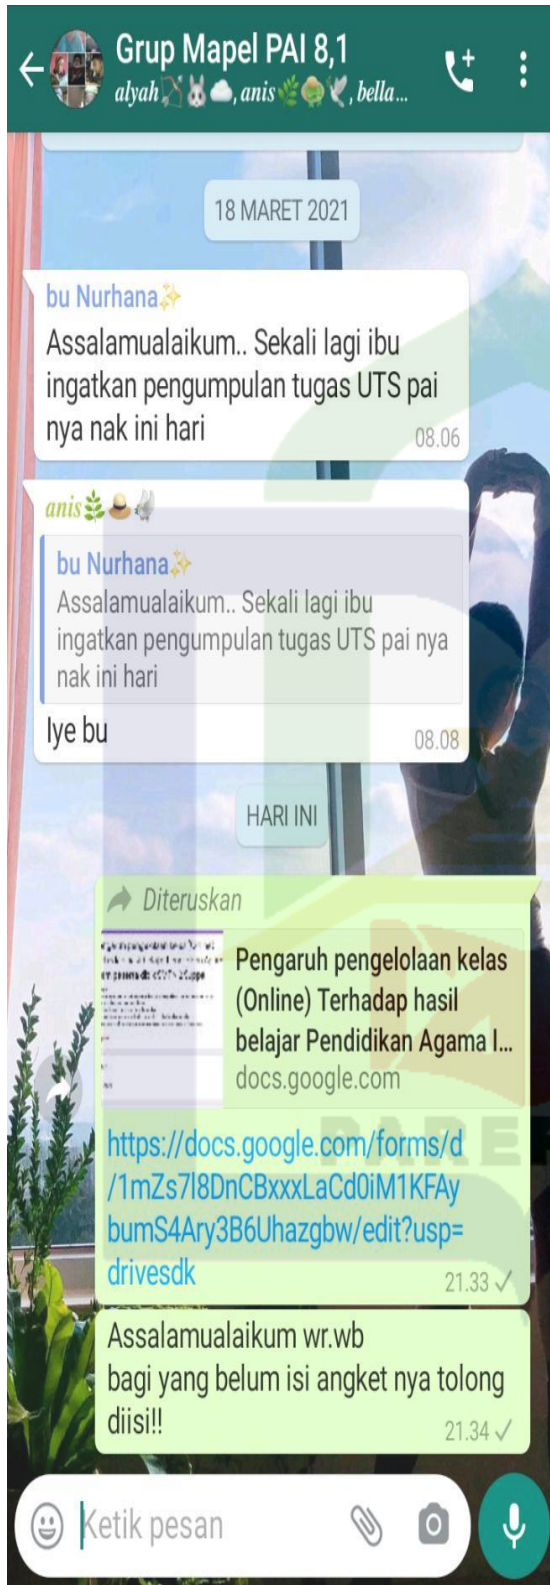 Grup Mapel PAI 8,1
alyah🏹🐰☁️, anis🌿👒🕊️, bella...
18 MARET 2021
bu Nurhana✨
Assalamualaikum.. Sekali lagi ibu
ingatkan pengumpulan tugas UTS pai
nya nak ini hari
08.06
anis🌿👒🕊️
bu Nurhana✨
Assalamualaikum.. Sekali lagi ibu
ingatkan pengumpulan tugas UTS pai nya
nak ini hari
Iye bu
08.08
HARI INI
Diteruskan
Pengaruh pengelolaan kelas
(Online) Terhadap hasil
belajar Pendidikan Agama I...
docs.google.com
https://docs.google.com/forms/d
/1mZs7l8DnCBxxxLaCd0iM1KFAy
bumS4Ary3B6Uhazgbw/edit?usp=
drivesdk
21.33
Assalamualaikum wr.wb
bagi yang belum isi angket nya tolong
diisi!!
21.34
Ketik pesan